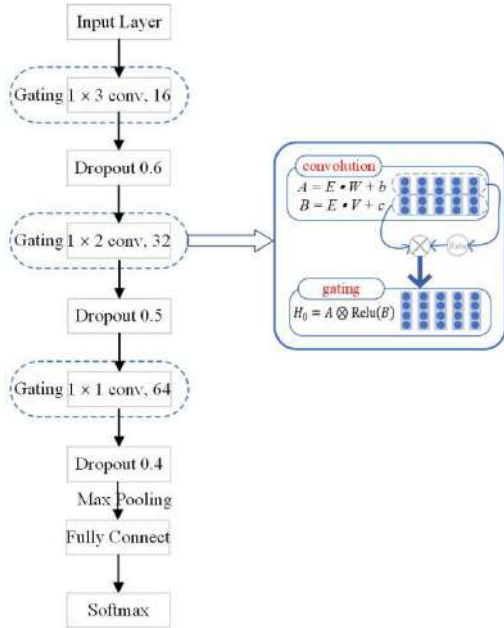 Input Layer
Gating 1 × 3 conv, 16
Dropout 0.6
Gating 1 × 2 conv, 32
Dropout 0.5
Gating 1 × 1 conv, 64
Dropout 0.4
Max Pooling
Fully Connect
Softmax
convolution
A = E • W + b
B = E • V + c
Relu
gating
H₀ = A ⊗ Relu(B)